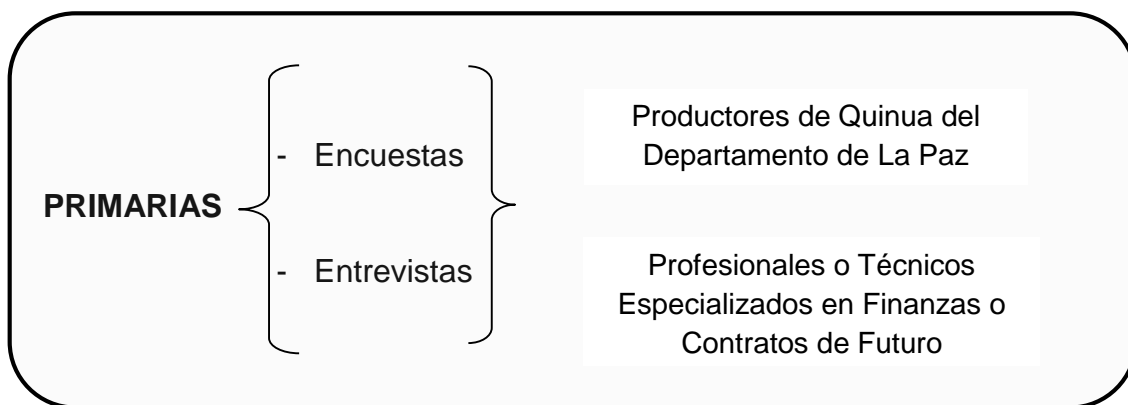 PRIMARIAS
- Encuestas
- Entrevistas
Productores de Quinua del
Departamento de La Paz
Profesionales o Técnicos
Especializados en Finanzas o
Contratos de Futuro